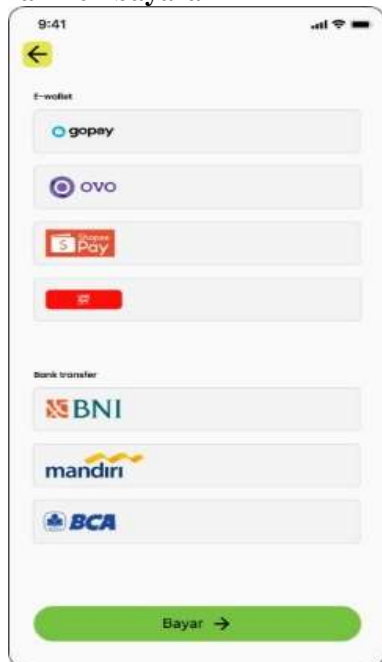 9:41
E-wallet
gopay
OVO
S Shopee
Pay
Bank transfer
BNI
mandiri
BCA
Bayar →